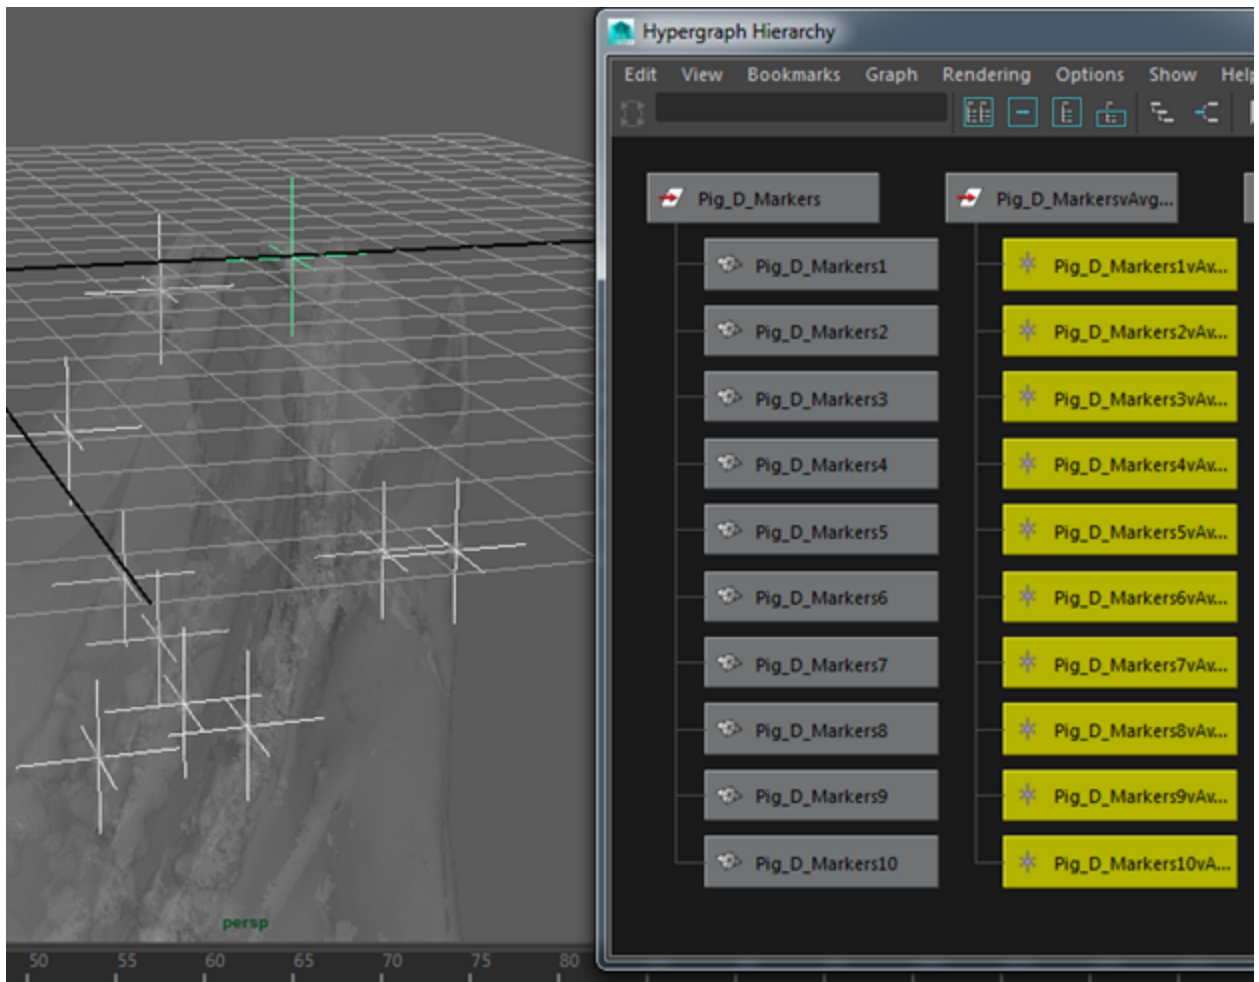 Hypergraph Hierarchy
Edit View Bookmarks Graph Rendering Options Show Help
Pig_D_Markers Pig_D_MarkersvAvg...
Pig_D_Markers1 Pig_D_Markers1vAv...
Pig_D_Markers2 Pig_D_Markers2vAv...
Pig_D_Markers3 Pig_D_Markers3vAv...
Pig_D_Markers4 Pig_D_Markers4vAv...
Pig_D_Markers5 Pig_D_Markers5vAv...
Pig_D_Markers6 Pig_D_Markers6vAv...
Pig_D_Markers7 Pig_D_Markers7vAv...
Pig_D_Markers8 Pig_D_Markers8vAv...
Pig_D_Markers9 Pig_D_Markers9vAv...
Pig_D_Markers10 Pig_D_Markers10vA...
persp
50 55 60 65 70 75 80